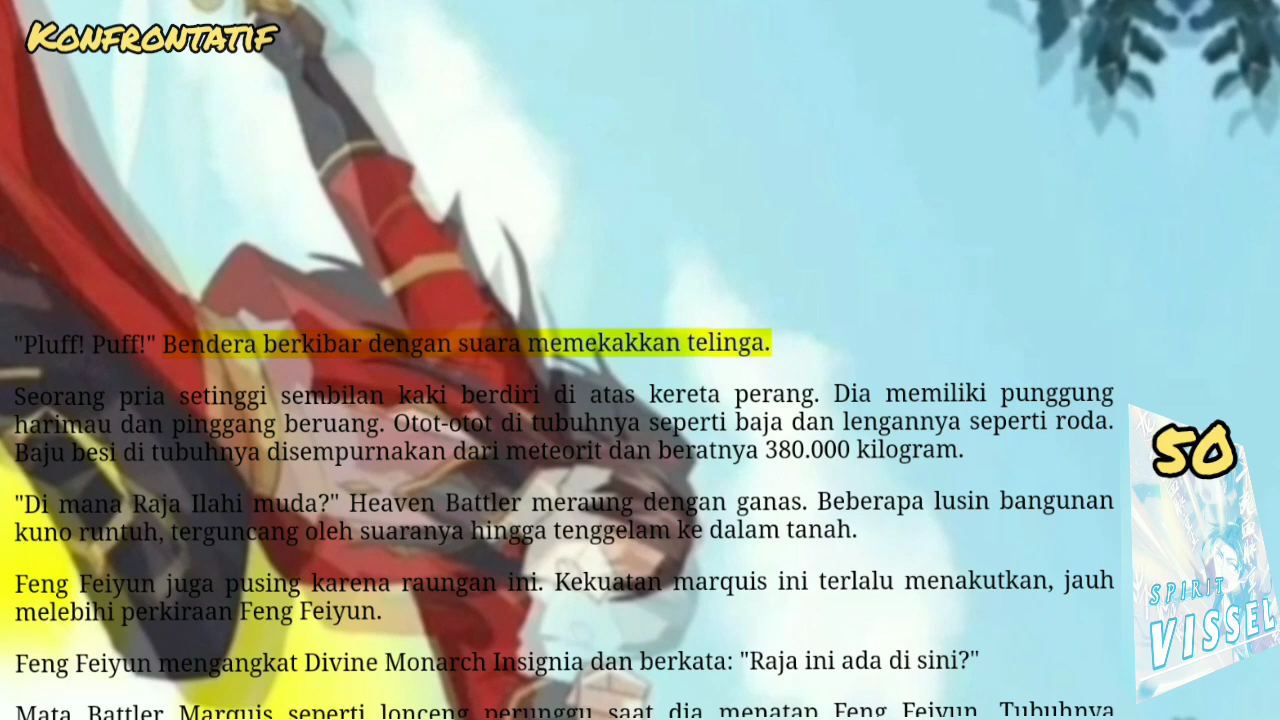 Konfrontatif
"Pluff! Puff!" Bendera berkibar dengan suara memekakkan telinga.
Seorang pria setinggi sembilan kaki berdiri di atas kereta perang. Dia memiliki punggung
harimau dan pinggang beruang. Otot-otot di tubuhnya seperti baja dan lengannya seperti roda.
Baju besi di tubuhnya disempurnakan dari meteorit dan beratnya 380.000 kilogram.
"Di mana Raja Ilahi muda?" Heaven Battler meraung dengan ganas. Beberapa lusin bangunan
kuno runtuh, terguncang oleh suaranya hingga tenggelam ke dalam tanah.
Feng Feiyun juga pusing karena raungan ini. Kekuatan marquis ini terlalu menakutkan, jauh
melebihi perkiraan Feng Feiyun.
Feng Feiyun mengangkat Divine Monarch Insignia dan berkata: "Raja ini ada di sini?"
Mata Battler Marquis seperti lonceng perunggu saat dia menatap Feng Feiyun. Tubuhnya
50
SPIRIT
VISSEL